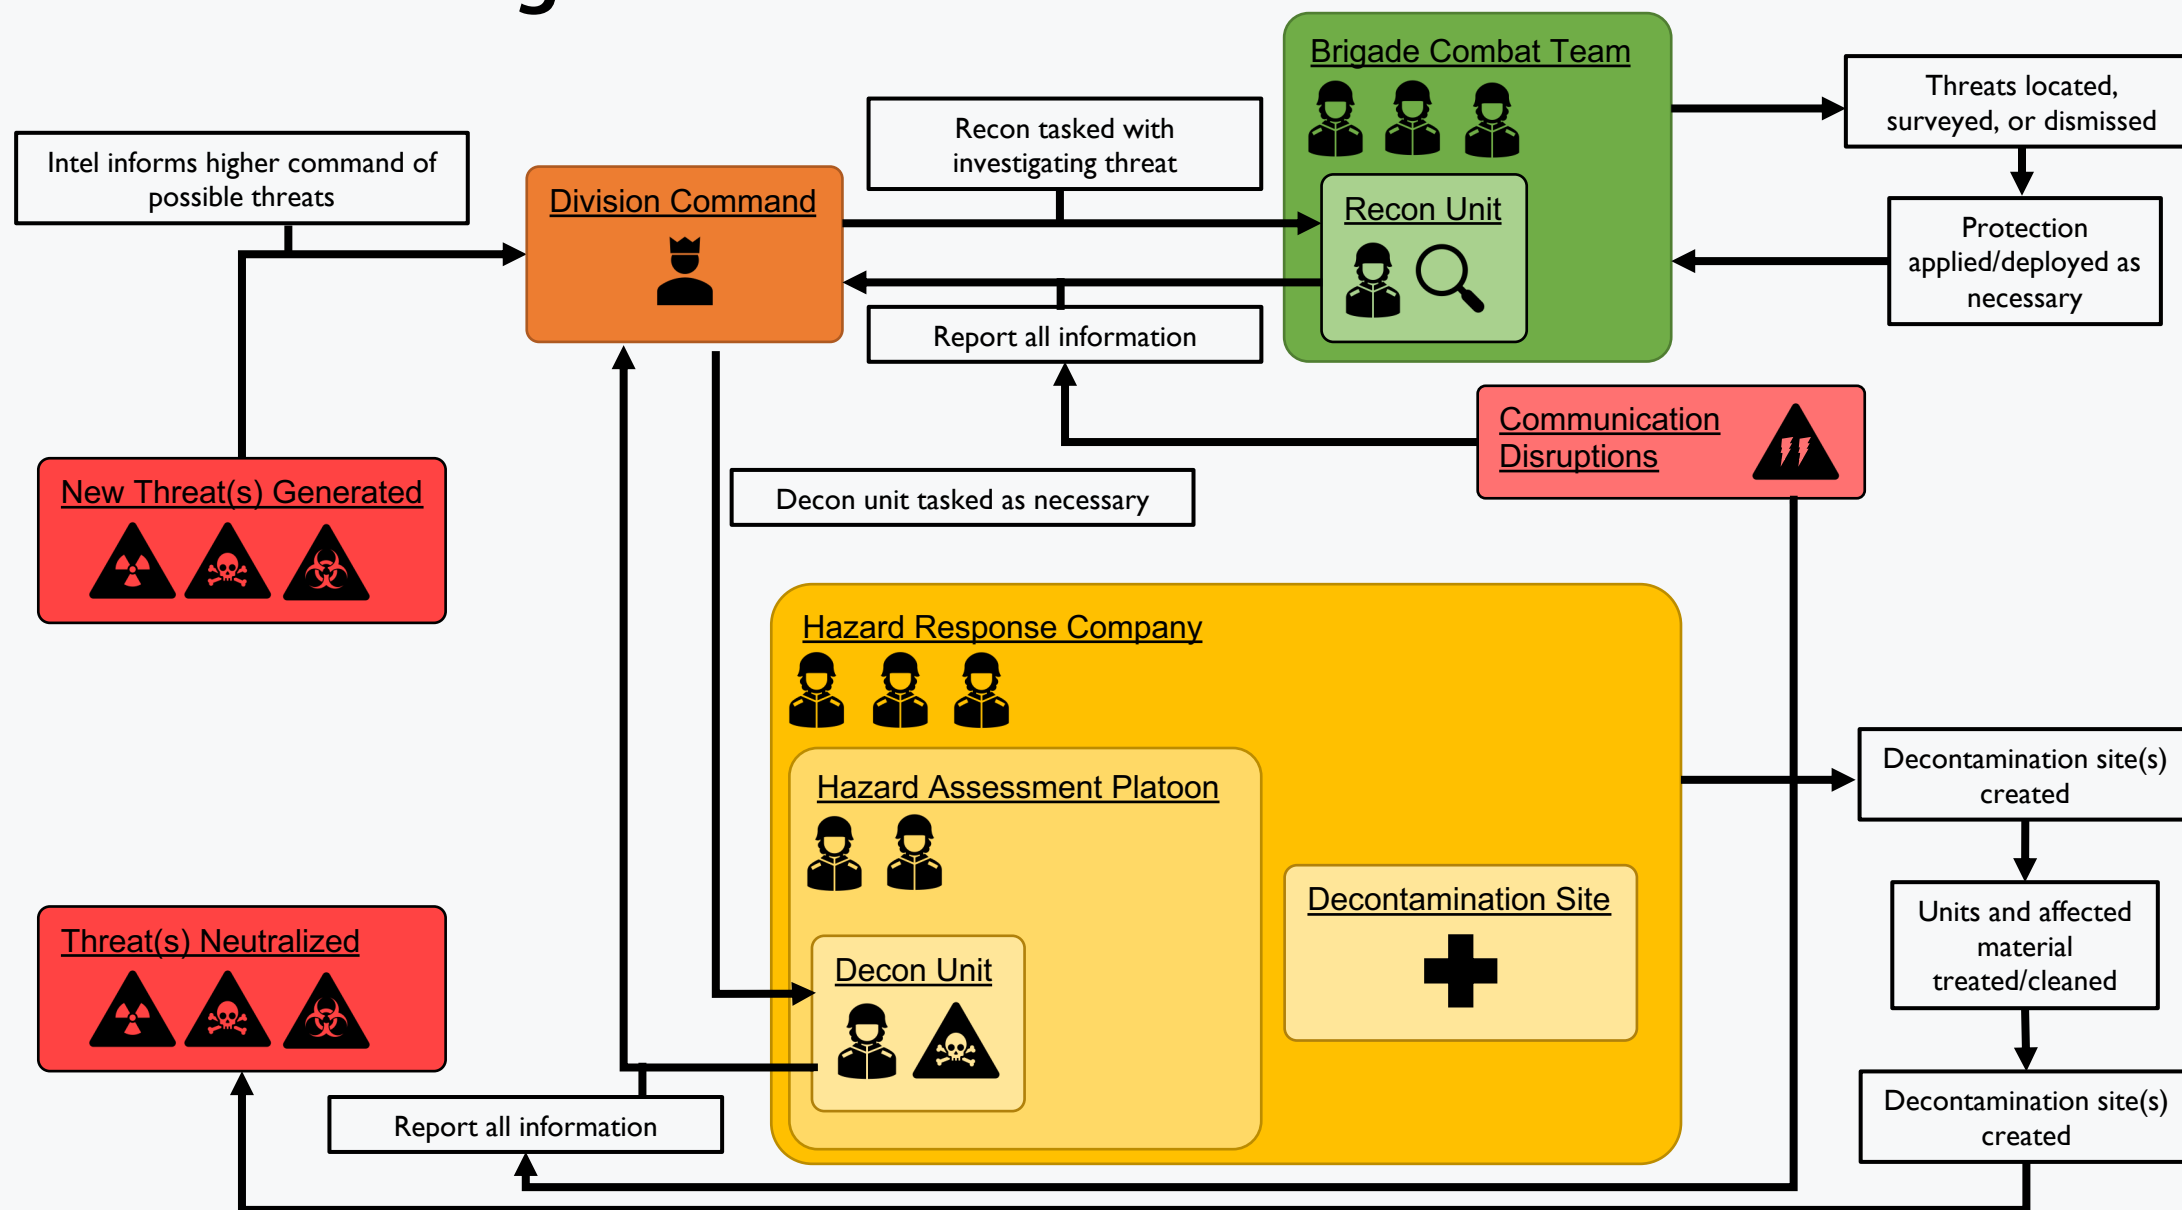 Brigade Combat Team
Threats located,
surveyed, or dismissed
Recon tasked with
investigating threat
Intel informs higher command of
possible threats
Division Command
Recon Unit
Protection
applied/deployed as
necessary
Report all information
Communication
Disruptions
New Threat(s) Generated
Decon unit tasked as necessary
Hazard Response Company
Hazard Assessment Platoon
Decontamination site(s)
created
Decontamination Site
Units and affected
material
treated/cleaned
Threat(s) Neutralized
Decon Unit
Report all information
Decontamination site(s)
created